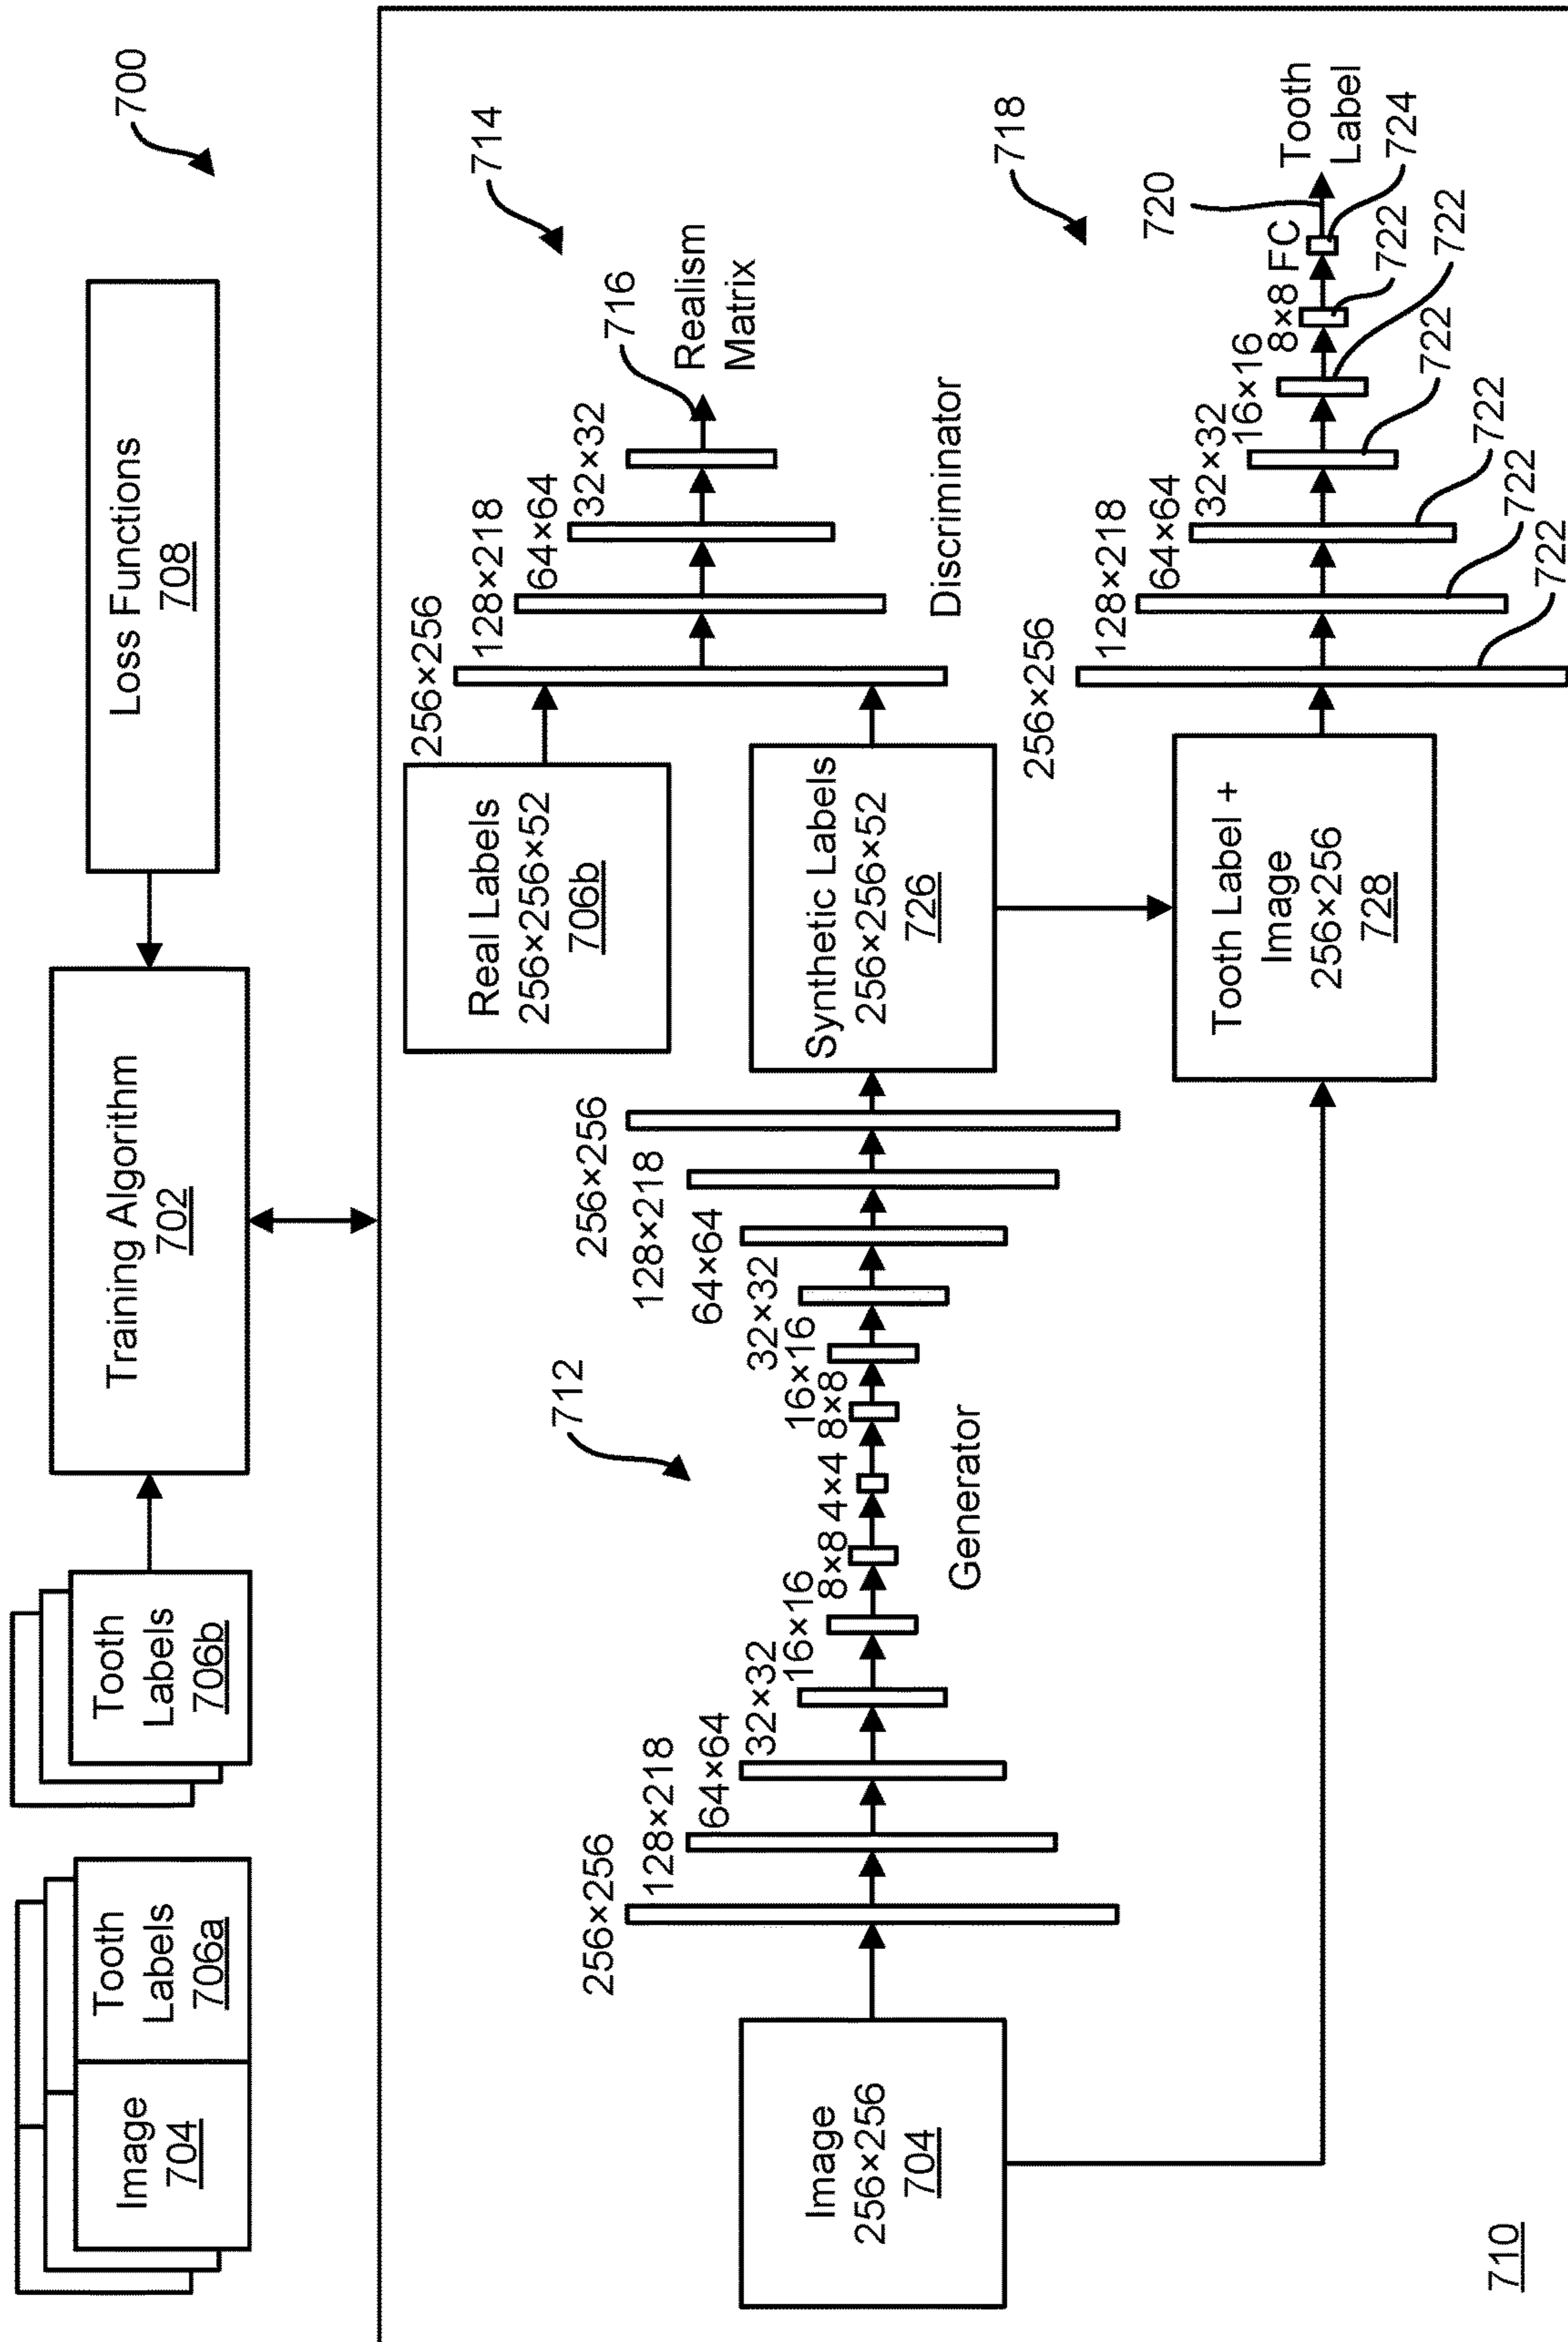 700
Image
704
Tooth
Labels
706a
Tooth
Labels
706b
Training Algorithm
702
Loss Functions
708
710
Image
256×256
704
256×256
128×218
64×64
32×32
16×16
8×8
4×4
8×8
16×16
32×32
64×64
128×218
256×256
712
Generator
Synthetic Labels
256×256×52
726
Real Labels
256×256×52
706b
256×256
128×218
64×64
32×32
716
Realism
Matrix
714
Discriminator
Tooth Label +
Image
256×256
728
256×256
128×218
64×64
32×32
16×16
8×8
FC
720
Tooth
Label
718
724
722
722
722
722
722
722